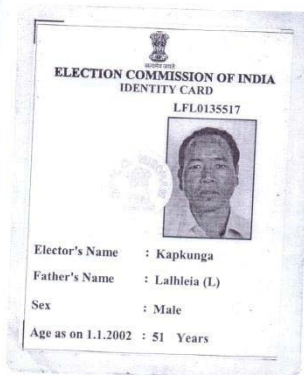 ELECTION COMMISSION OF INDIA
IDENTITY CARD
LFL0135517
Elector's Name : Kapkunga
Father's Name : Lalhleia (L)
Sex : Male
Age as on 1.1.2002 : 51 Years